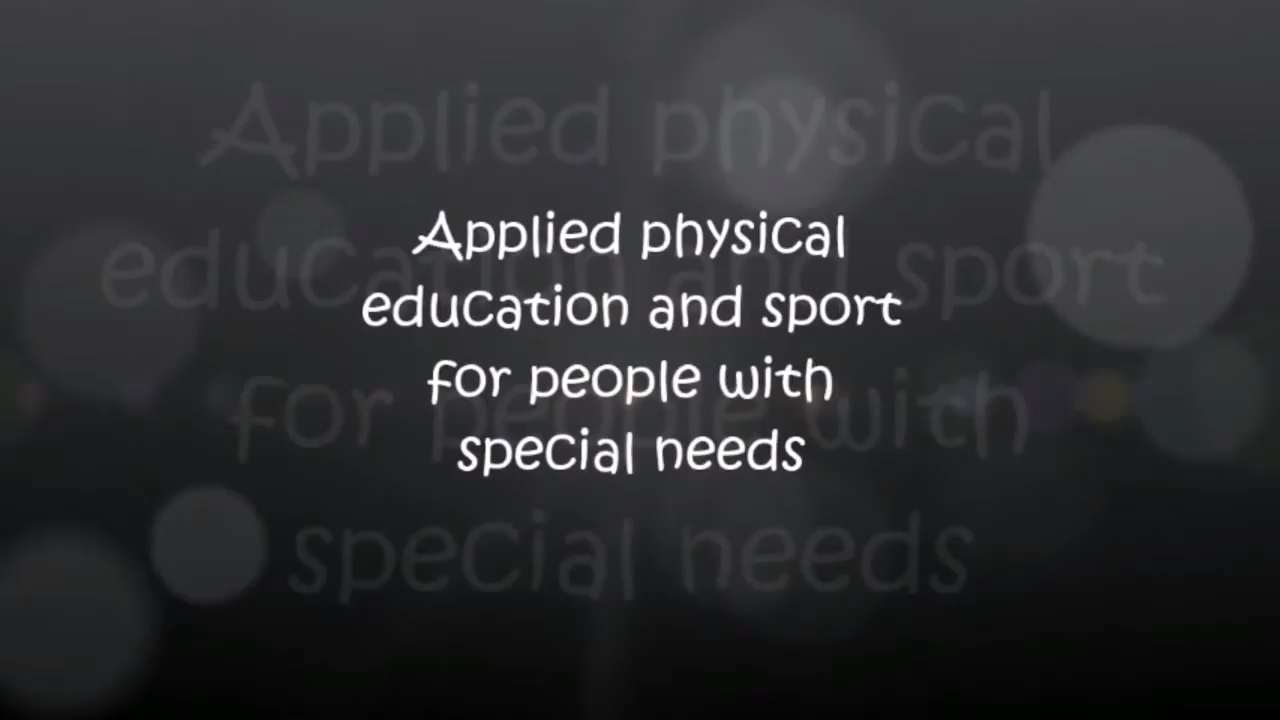 Applied physical
education and sport
for people with
special needs